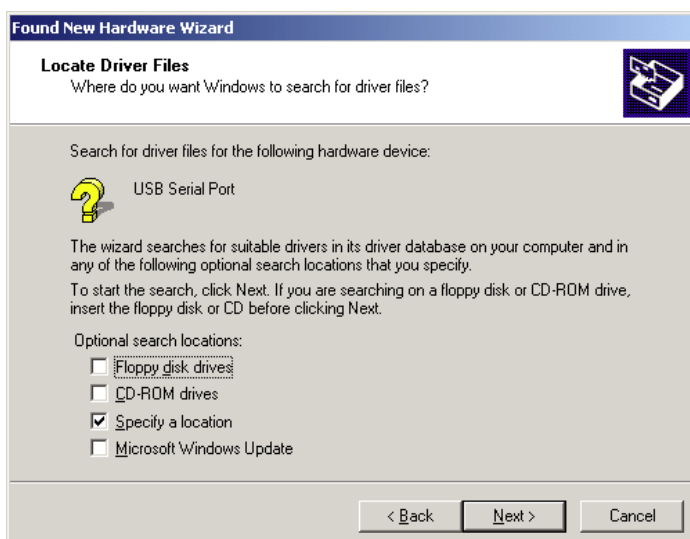 Found New Hardware Wizard
Locate Driver Files
Where do you want Windows to search for driver files?
Search for driver files for the following hardware device:
USB Serial Port
The wizard searches for suitable drivers in its driver database on your computer and in
any of the following optional search locations that you specify.
To start the search, click Next. If you are searching on a floppy disk or CD-ROM drive,
insert the floppy disk or CD before clicking Next.
Optional search locations:
Floppy disk drives
CD-ROM drives
Specify a location
Microsoft Windows Update
< Back Next > Cancel